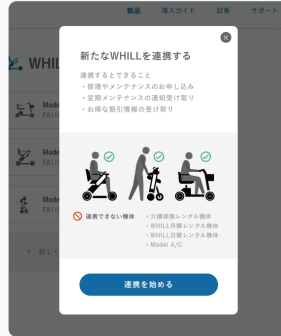 製品 導入ガイド 試乗 サポート
新たなWHILLを連携する
連携するとできること
・修理やメンテナンスのお申し込み
・定期メンテナンスの通知受け取り
・お得な割引情報の受け取り
WHIL
Mode
Mode
Mode
連携できない機体
・介護保険レンタル機体
・WHILL月額レンタル機体
・WHILL日額レンタル機体
・Model A/C
+ 新しく
連携を始める